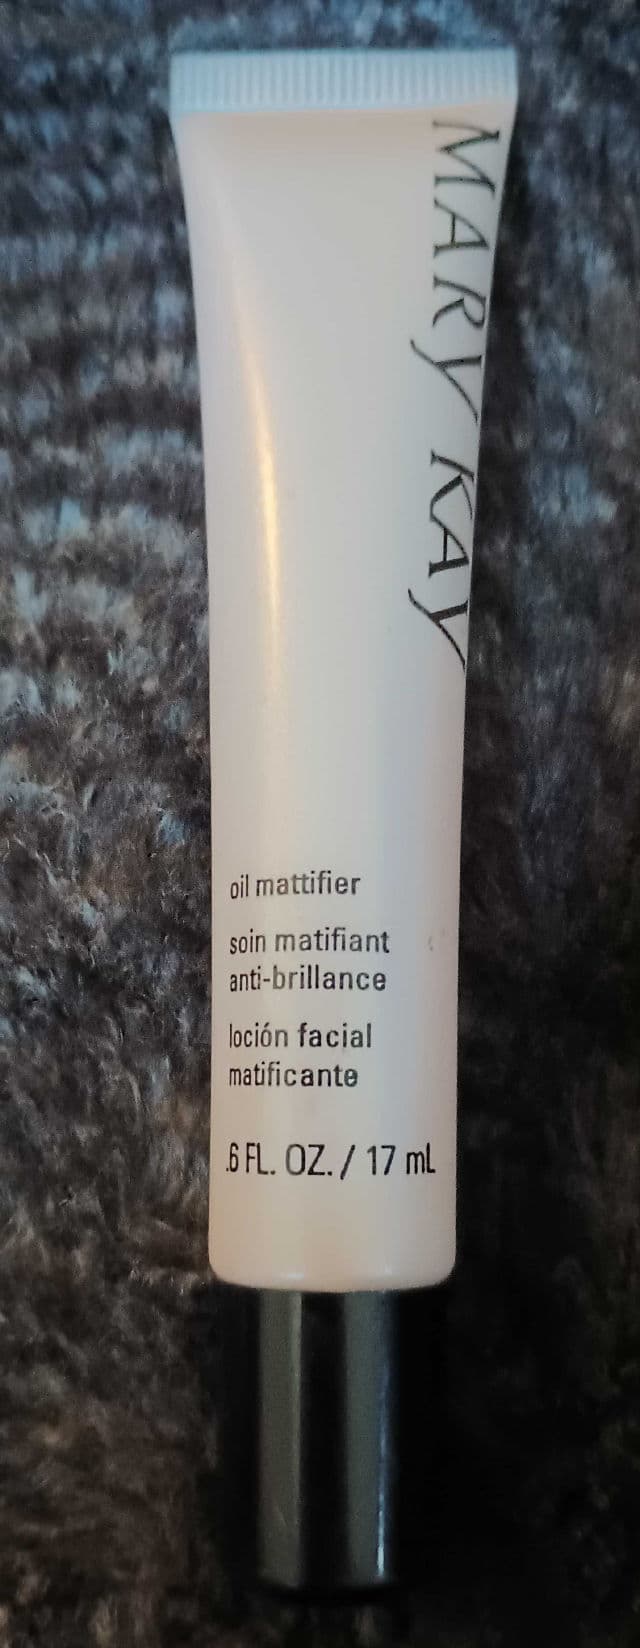 MARY KAY
oil mattifier
soin matifiant
anti-brillance
loción facial
matificante
.6 FL. OZ. / 17 mL